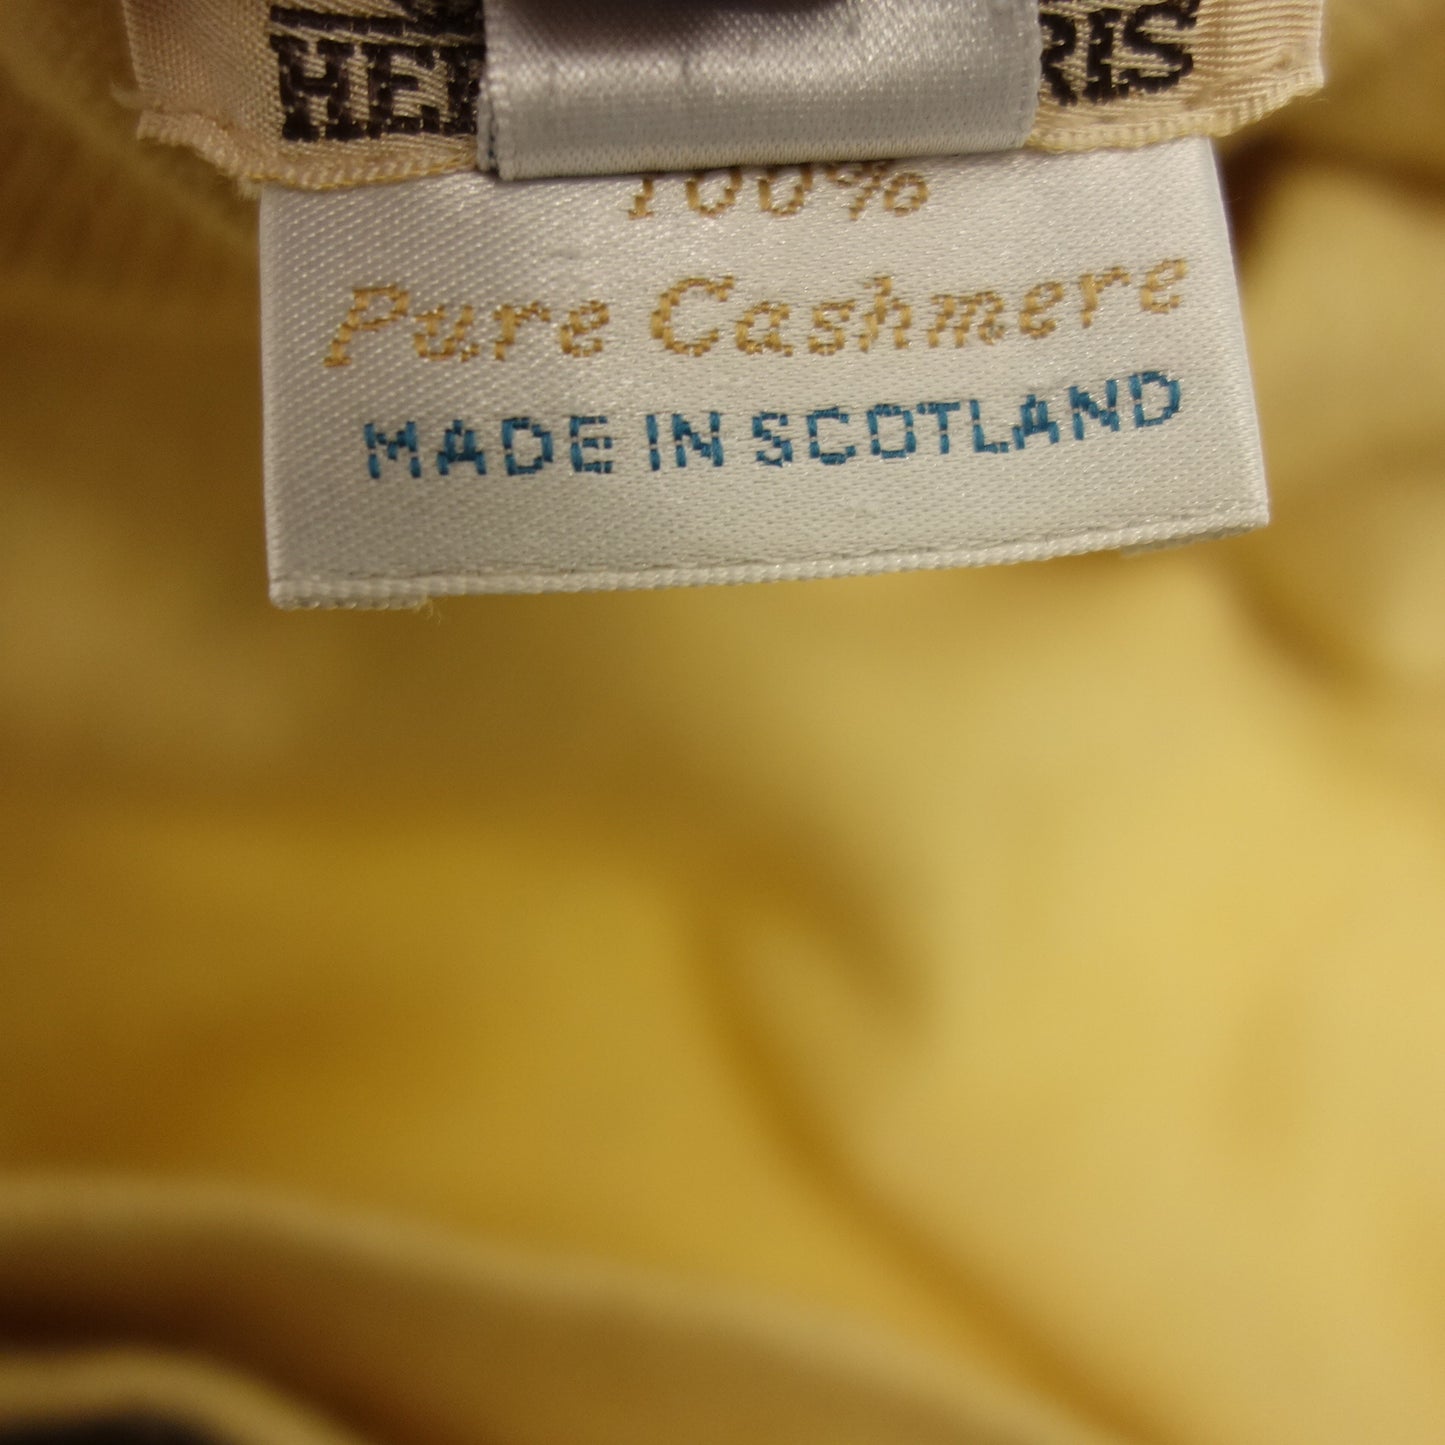 100%
Pure Cashmere
MADE IN SCOTLAND